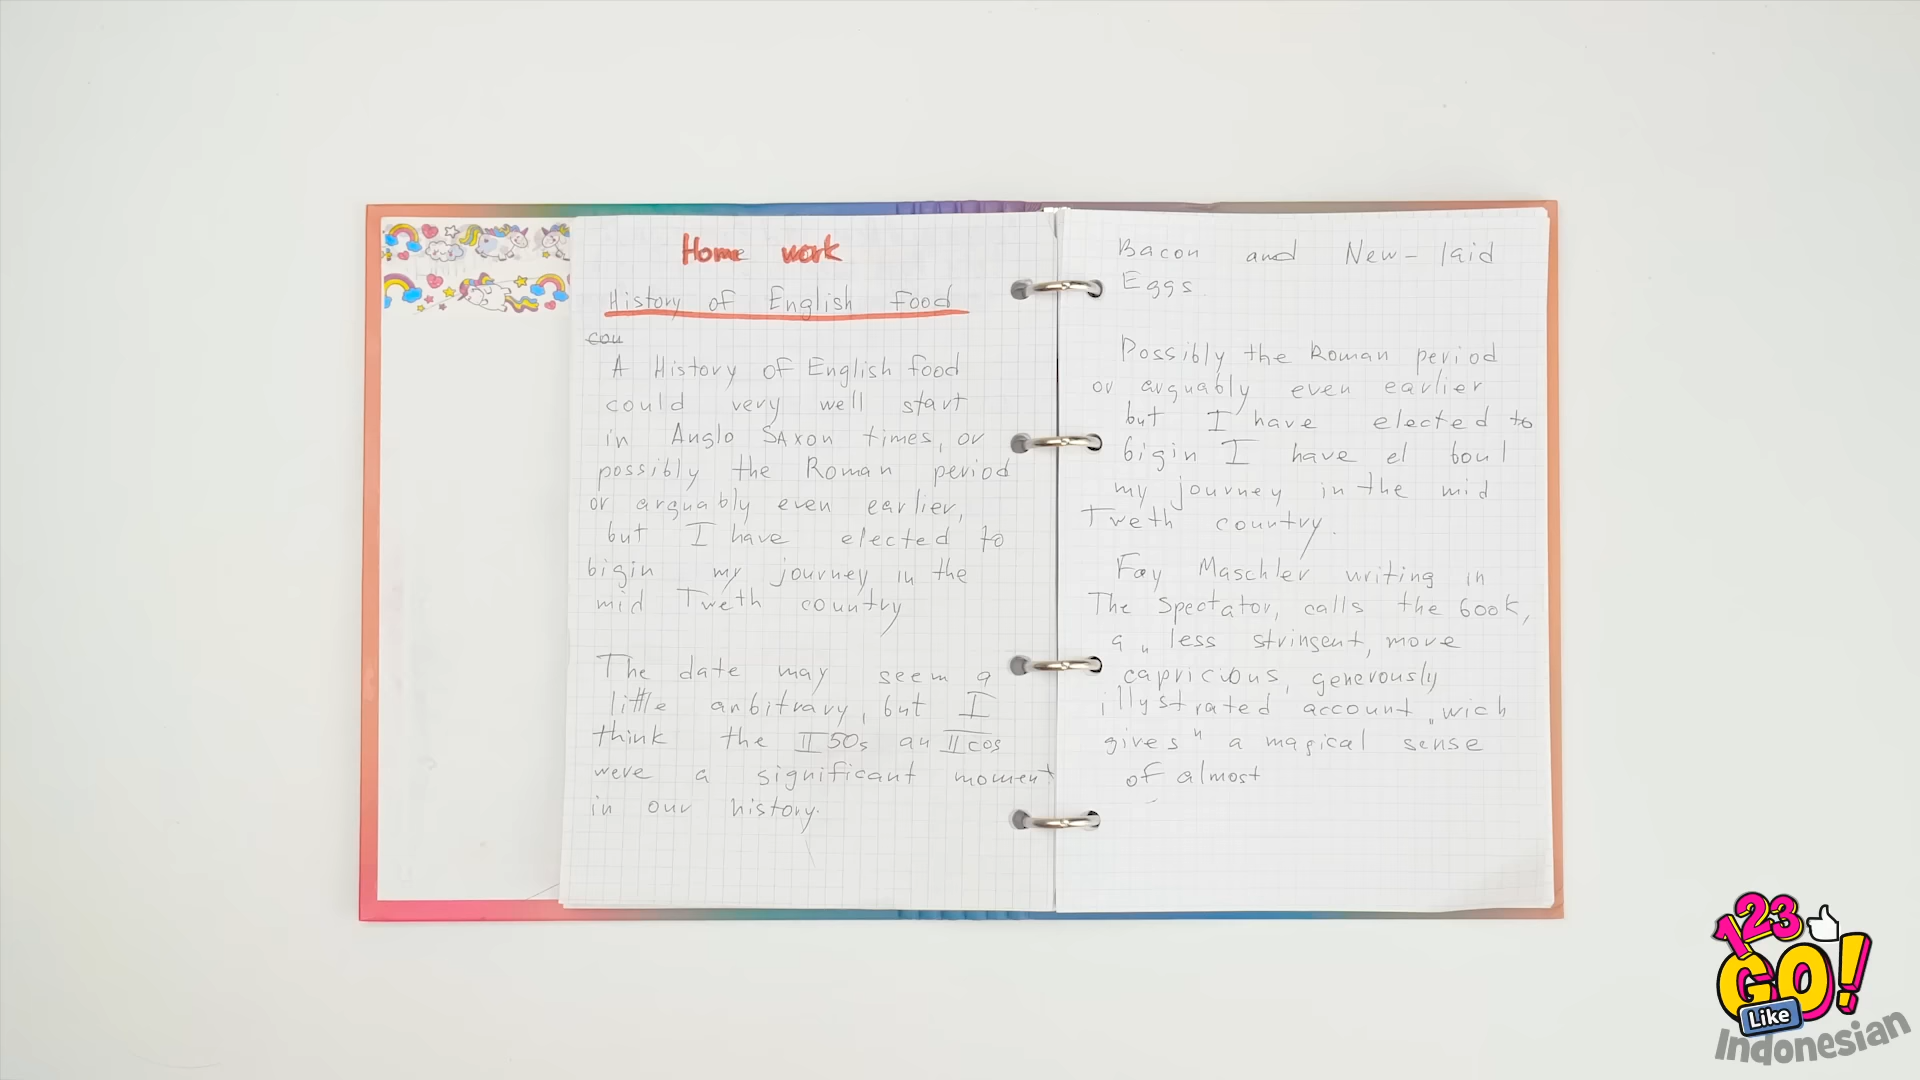 Home work
History of English food
cou
A History of English food
could very well start
in Anglo SAxon times, or
possibly the Roman period
or arguably even earlier,
but I have elected to
bigin my journey in the
mid Tweth country
The date may seem a
little arbitrary, but I
think the II50s an IIcos
were a significant moment
in our history.
Bacon and New-laid
Eggs
Possibly the Roman period
or arguably even earlier
but I have elected to
bigin I have el boul
my journey in the mid
Tweth country.
Fay Maschler writing in
The Spectator, calls the book,
a „ less stringent, more
capricious, generously
illystrated account „wich
gives" a magical sense
of almost
123
GO!
Like
Indonesian